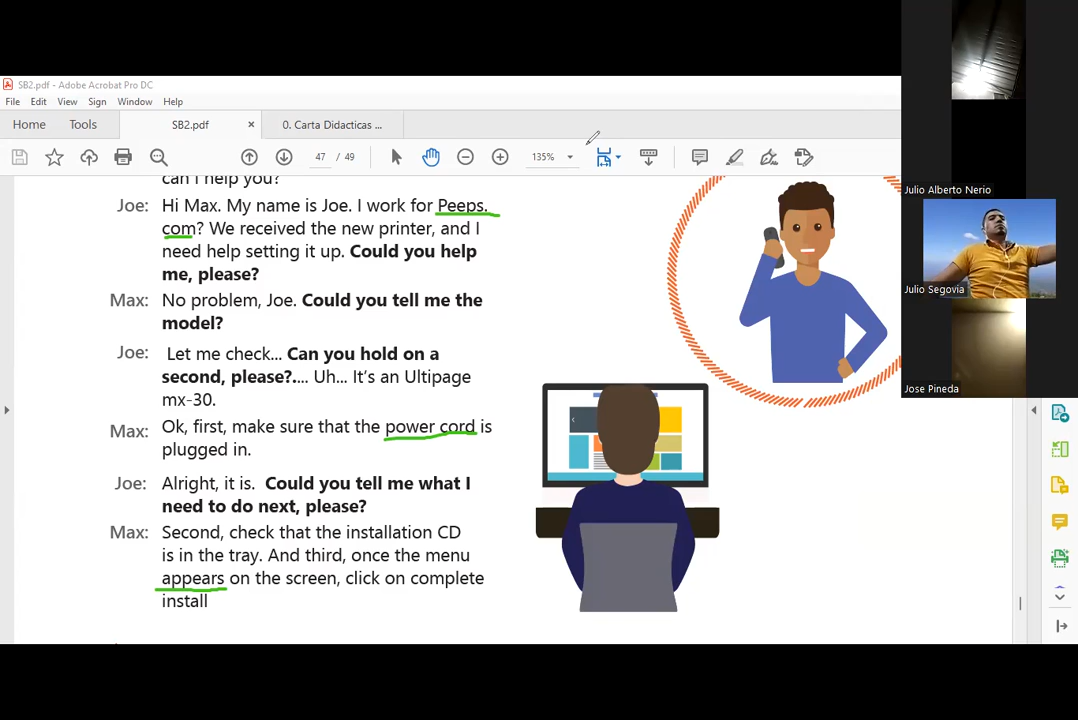 SB2.pdf - Adobe Acrobat Pro DC
File Edit View Sign Window Help
Home Tools SB2.pdf × 0. Carta Didacticas ...
47 / 49 135%
can I help you?
Joe: Hi Max. My name is Joe. I work for Peeps.
com? We received the new printer, and I
need help setting it up. Could you help
me, please?
Max: No problem, Joe. Could you tell me the
model?
Joe: Let me check... Can you hold on a
second, please?.... Uh... It's an Ultipage
mx-30.
Max: Ok, first, make sure that the power cord is
plugged in.
Joe: Alright, it is. Could you tell me what I
need to do next, please?
Max: Second, check that the installation CD
is in the tray. And third, once the menu
appears on the screen, click on complete
install
Julio Alberto Nerio
Julio Segovia
Jose Pineda